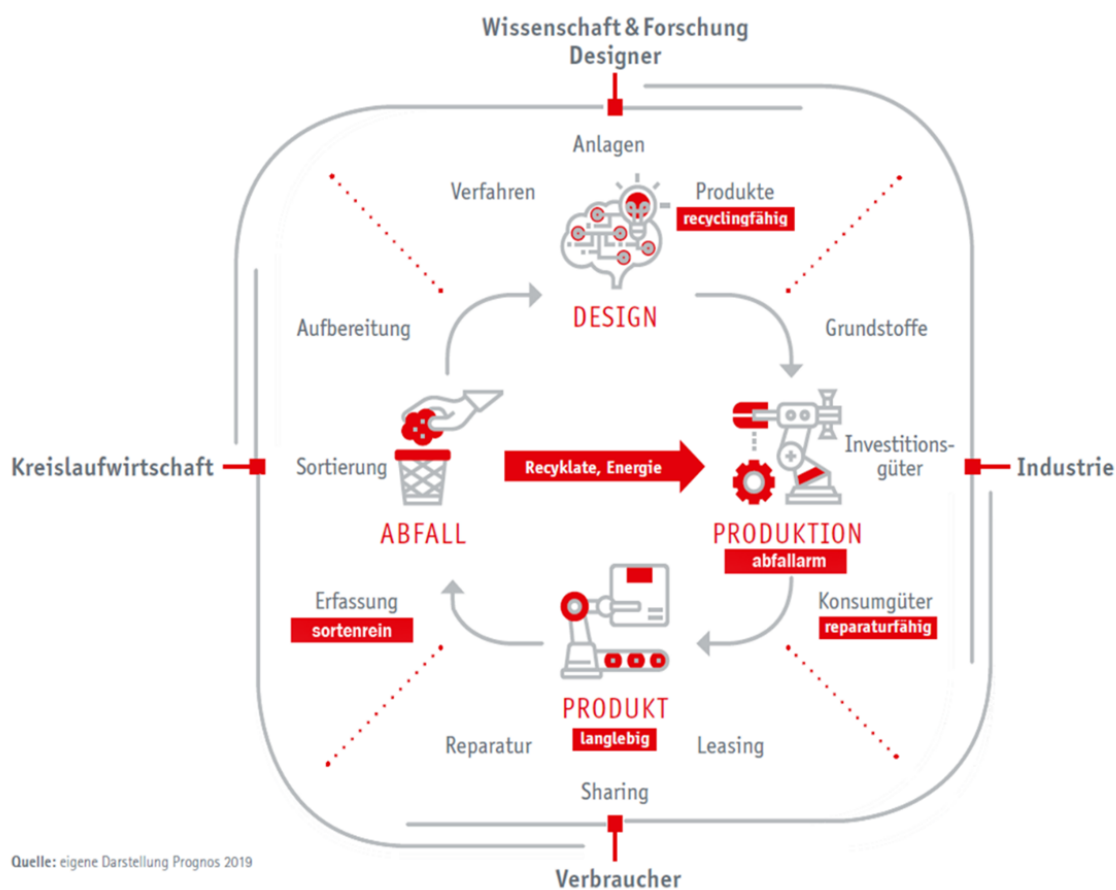 Wissenschaft & Forschung
Designer
Anlagen
Verfahren
Produkte
recyclingfähig
DESIGN
Aufbereitung
Grundstoffe
Kreislaufwirtschaft
Sortierung
Recyklate, Energie
Investitions-
güter
Industrie
ABFALL
PRODUKTION
abfallarm
Erfassung
sortenrein
Konsumgüter
reparaturfähig
PRODUKT
langlebig
Reparatur
Leasing
Sharing
Quelle: eigene Darstellung Prognos 2019
Verbraucher